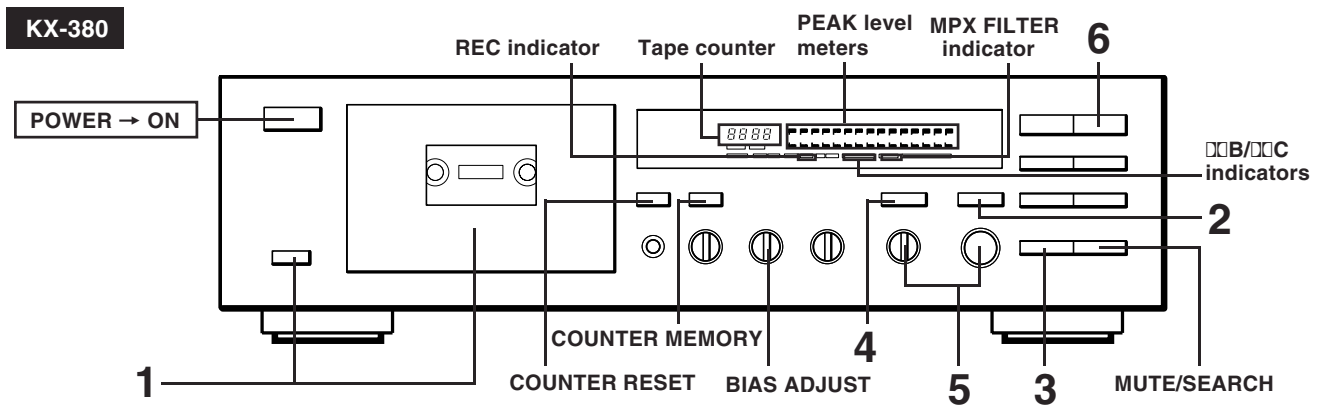 KX-380
REC indicator
Tape counter
PEAK level
meters
MPX FILTER
indicator
6
POWER → ON
8888
▯▯B/▯▯C
indicators
2
COUNTER MEMORY
4
1
COUNTER RESET
BIAS ADJUST
5
3
MUTE/SEARCH